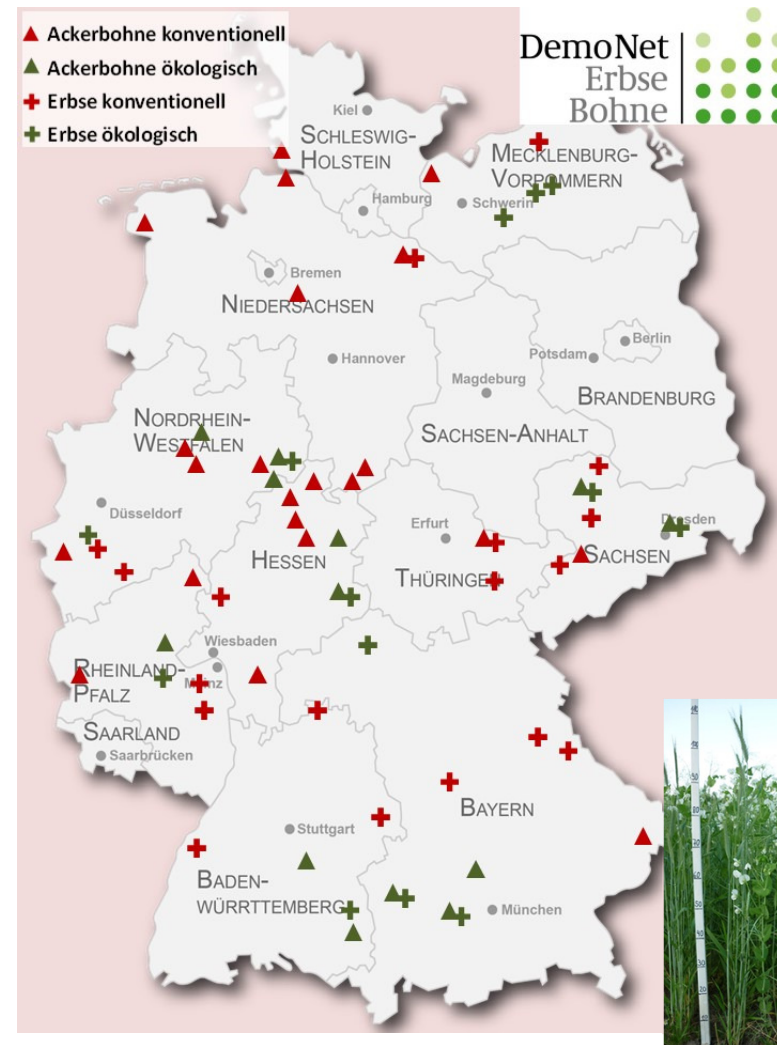 Ackerbohne konventionell
Ackerbohne ökologisch
Erbse konventionell
Erbse ökologisch
DemoNet
Erbse
Bohne
Kiel
SCHLESWIG-
HOLSTEIN
MECKLENBURG-
VORPOMMERN
Schwerin
Hamburg
Bremen
NIEDERSACHSEN
Hannover
Berlin
Potsdam
Magdeburg
BRANDENBURG
NORDRHEIN-
WESTFALEN
SACHSEN-ANHALT
Düsseldorf
Dresden
Erfurt
HESSEN
SACHSEN
THÜRINGEN
Wiesbaden
RHEINLAND-
PFALZ
Mainz
SAARLAND
Saarbrücken
BAYERN
Stuttgart
BADEN-
WÜRRTTEMBERG
München